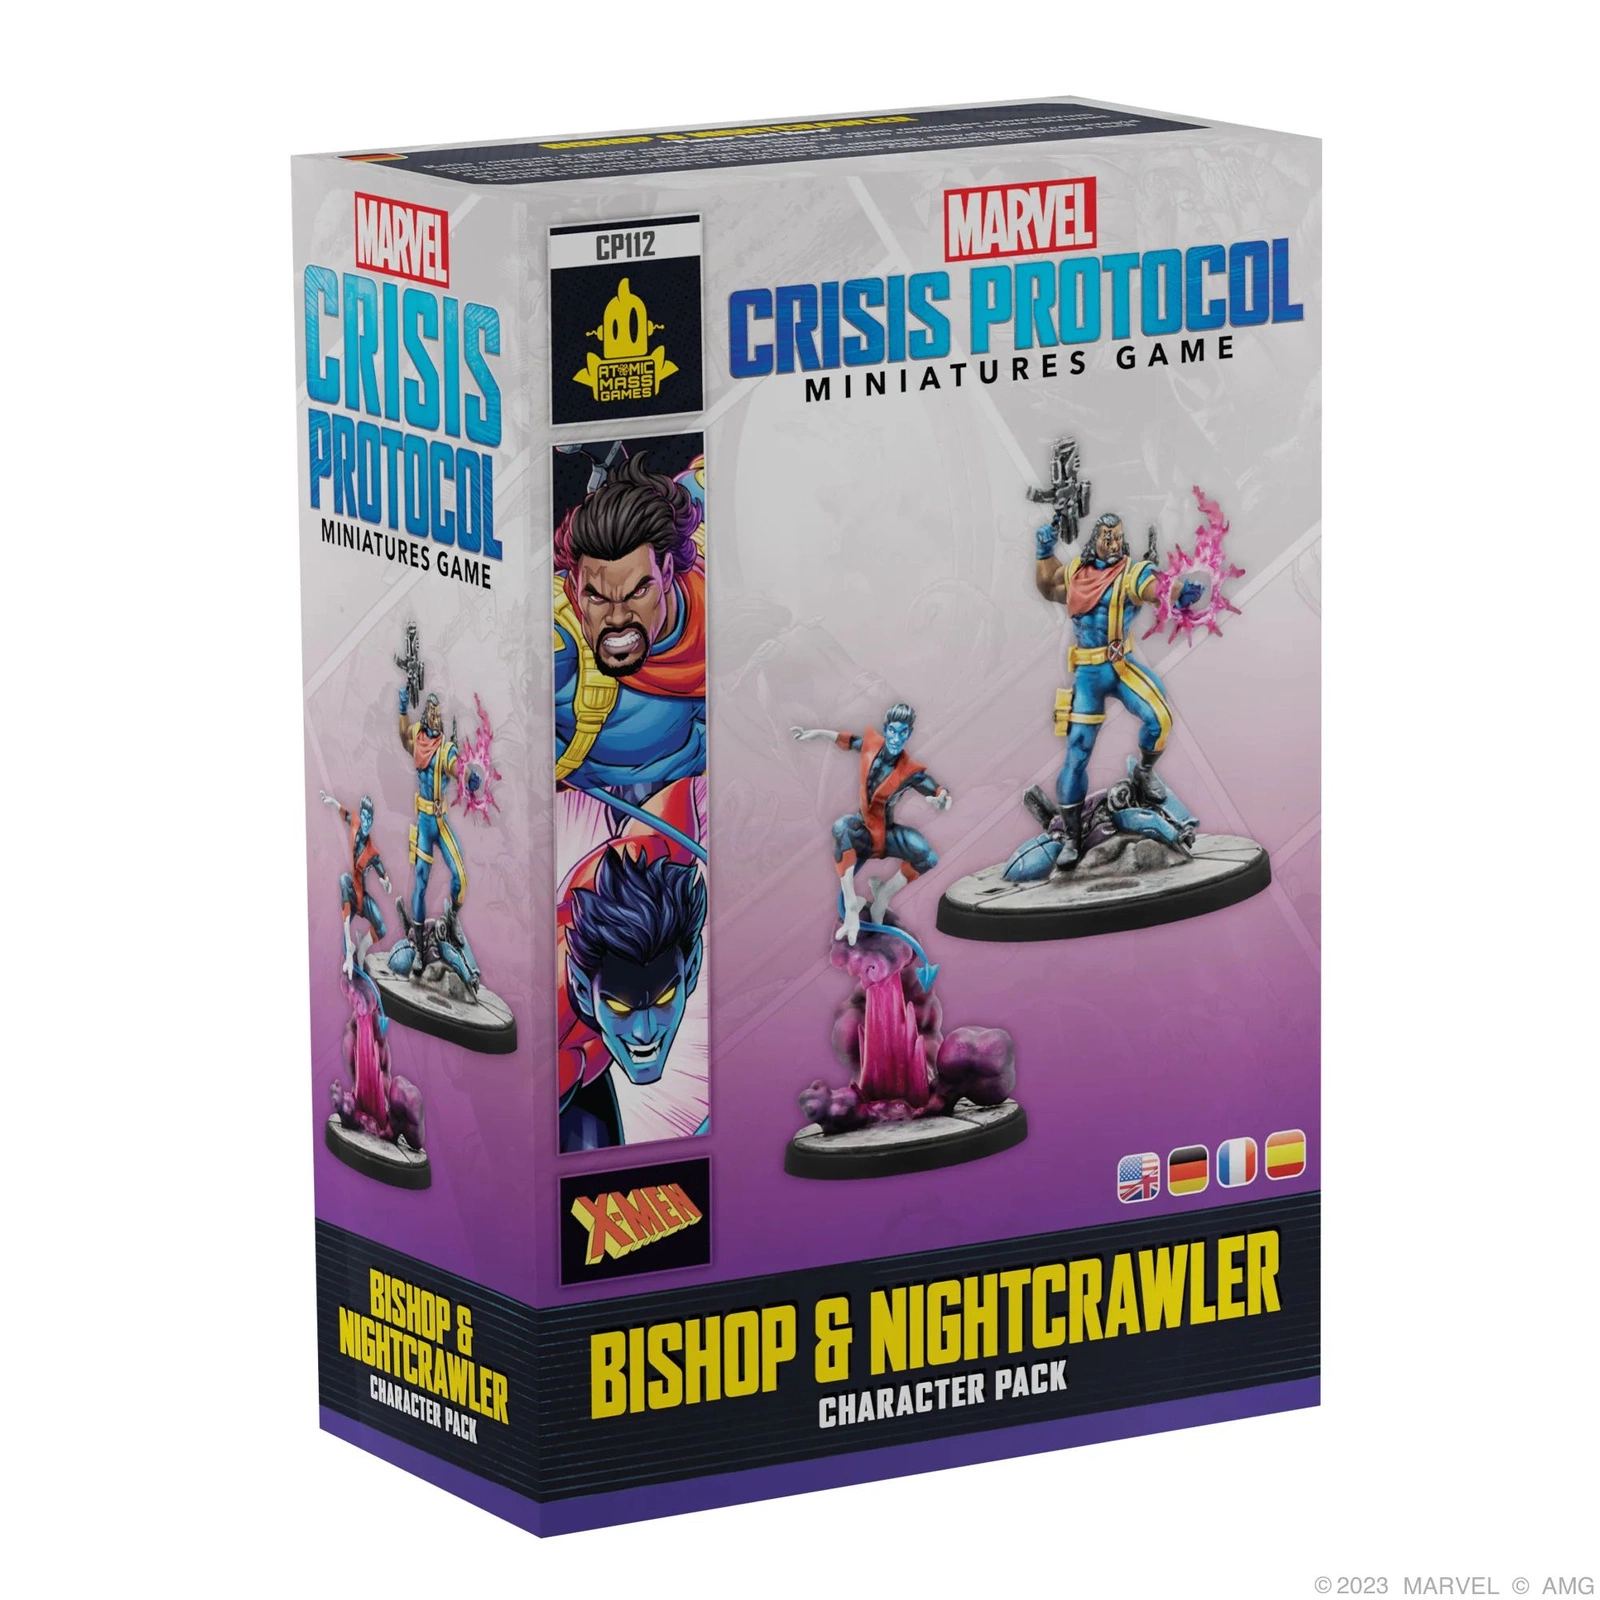 BISHOP & NIGHTCRAWLER
MARVEL
CRISIS
PROTOCOL
MINIATURES GAME
BISHOP &
NIGHTCRAWLER
CHARACTER PACK
CP112
ATOMIC
MASS
GAMES
X-MEN
MARVEL
CRISIS PROTOCOL
MINIATURES GAME
BISHOP & NIGHTCRAWLER
CHARACTER PACK
©2023 MARVEL © AMG